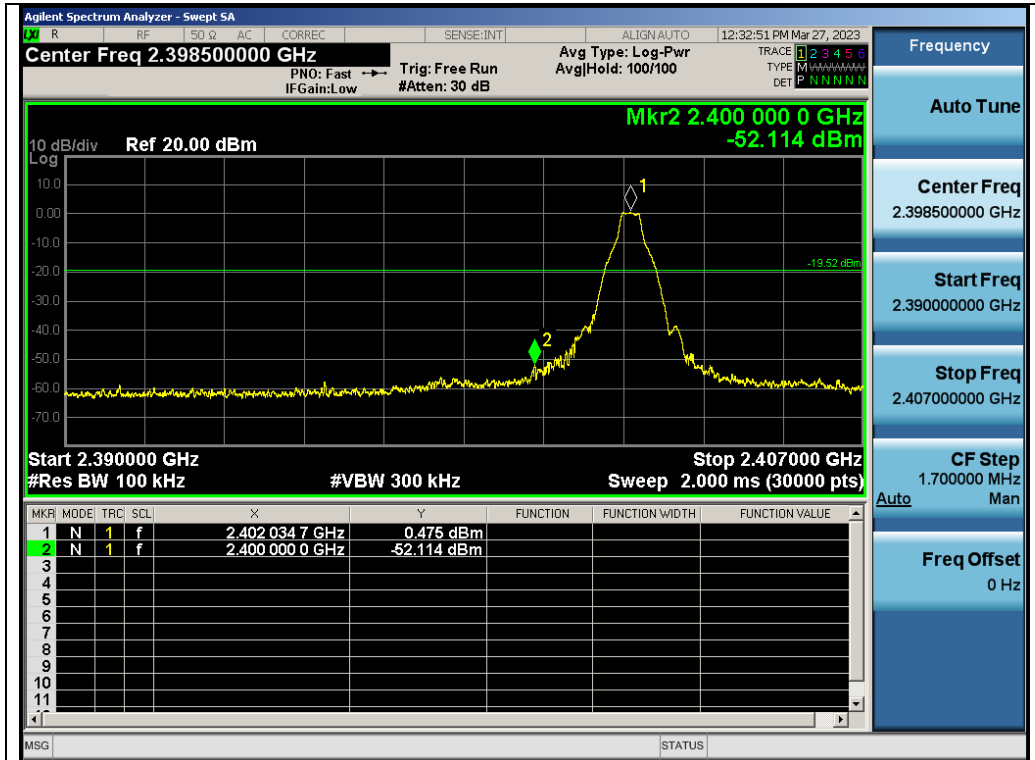 Agilent Spectrum Analyzer - Swept SA
LXI R RF 50 Ω AC CORREC SENSE:INT ALIGN AUTO 12:32:51 PM Mar 27, 2023
Center Freq 2.398500000 GHz
PNO: Fast
IFGain:Low
Trig: Free Run
#Atten: 30 dB
Avg Type: Log-Pwr
Avg|Hold: 100/100
TRACE 1 2 3 4 5 6
TYPE M WWWWW
DET P N N N N N
Mkr2 2.400 000 0 GHz
-52.114 dBm
10 dB/div Ref 20.00 dBm
Log
10.0
0.00
-10.0
-20.0
-30.0
-40.0
-50.0
-60.0
-70.0
1
2
-19.52 dBm
Start 2.390000 GHz Stop 2.407000 GHz
#Res BW 100 kHz #VBW 300 kHz Sweep 2.000 ms (30000 pts)
MKR MODE TRC SCL X Y FUNCTION FUNCTION WIDTH FUNCTION VALUE
1 N 1 f 2.402 034 7 GHz 0.475 dBm
2 N 1 f 2.400 000 0 GHz -52.114 dBm
3
4
5
6
7
8
9
10
11
MSG STATUS
Frequency
Auto Tune
Center Freq
2.398500000 GHz
Start Freq
2.390000000 GHz
Stop Freq
2.407000000 GHz
CF Step
1.700000 MHz
Auto Man
Freq Offset
0 Hz